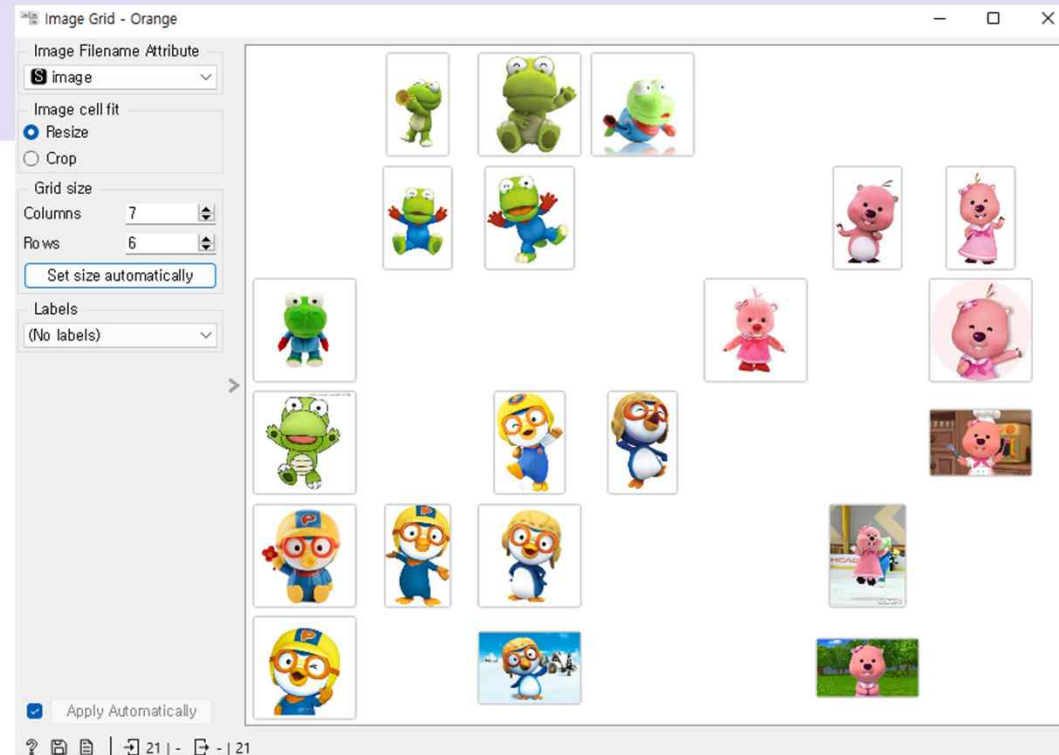 Image Grid - Orange
Image Filename Attribute
S image
Image cell fit
Resize
Crop
Grid size
Columns 7
Rows 6
Set size automatically
Labels
(No labels)
>
P
P
P
P
Apply Automatically
? 21 | - - | 21